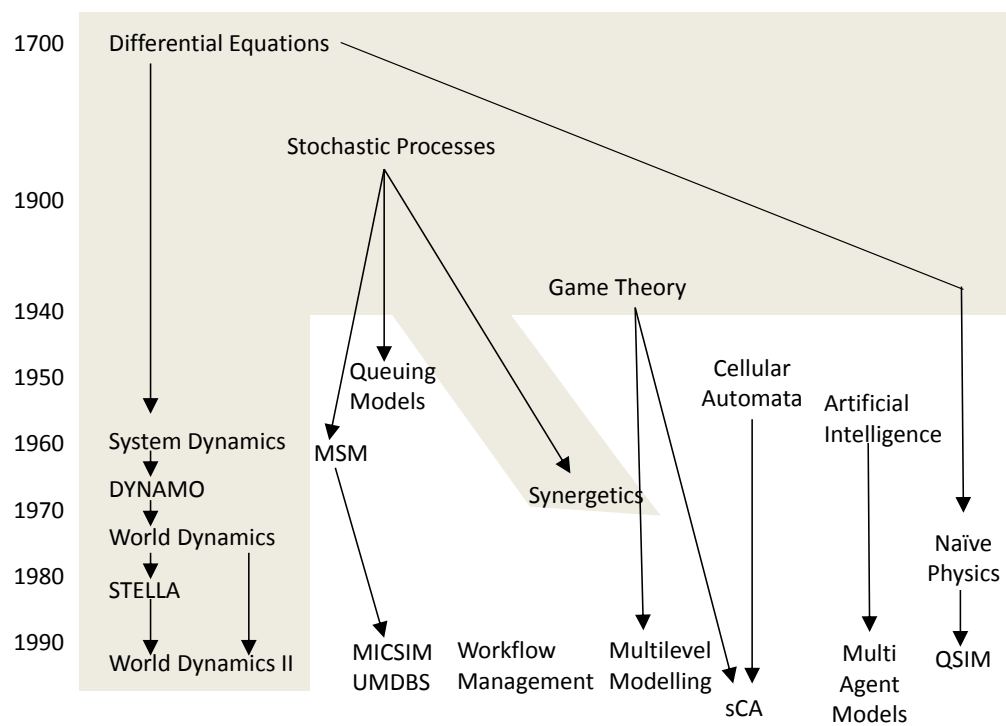 1700
Differential Equations
Stochastic Processes
1900
Game Theory
1940
1950
Queuing
Models
Cellular
Automata
Artificial
Intelligence
1960
System Dynamics
MSM
DYNAMO
Synergetics
1970
World Dynamics
Naïve
Physics
1980
STELLA
1990
World Dynamics II
MICSIM
UMDBS
Workflow
Management
Multilevel
Modelling
sCA
Multi
Agent
Models
QSIM